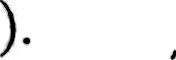 ). ,